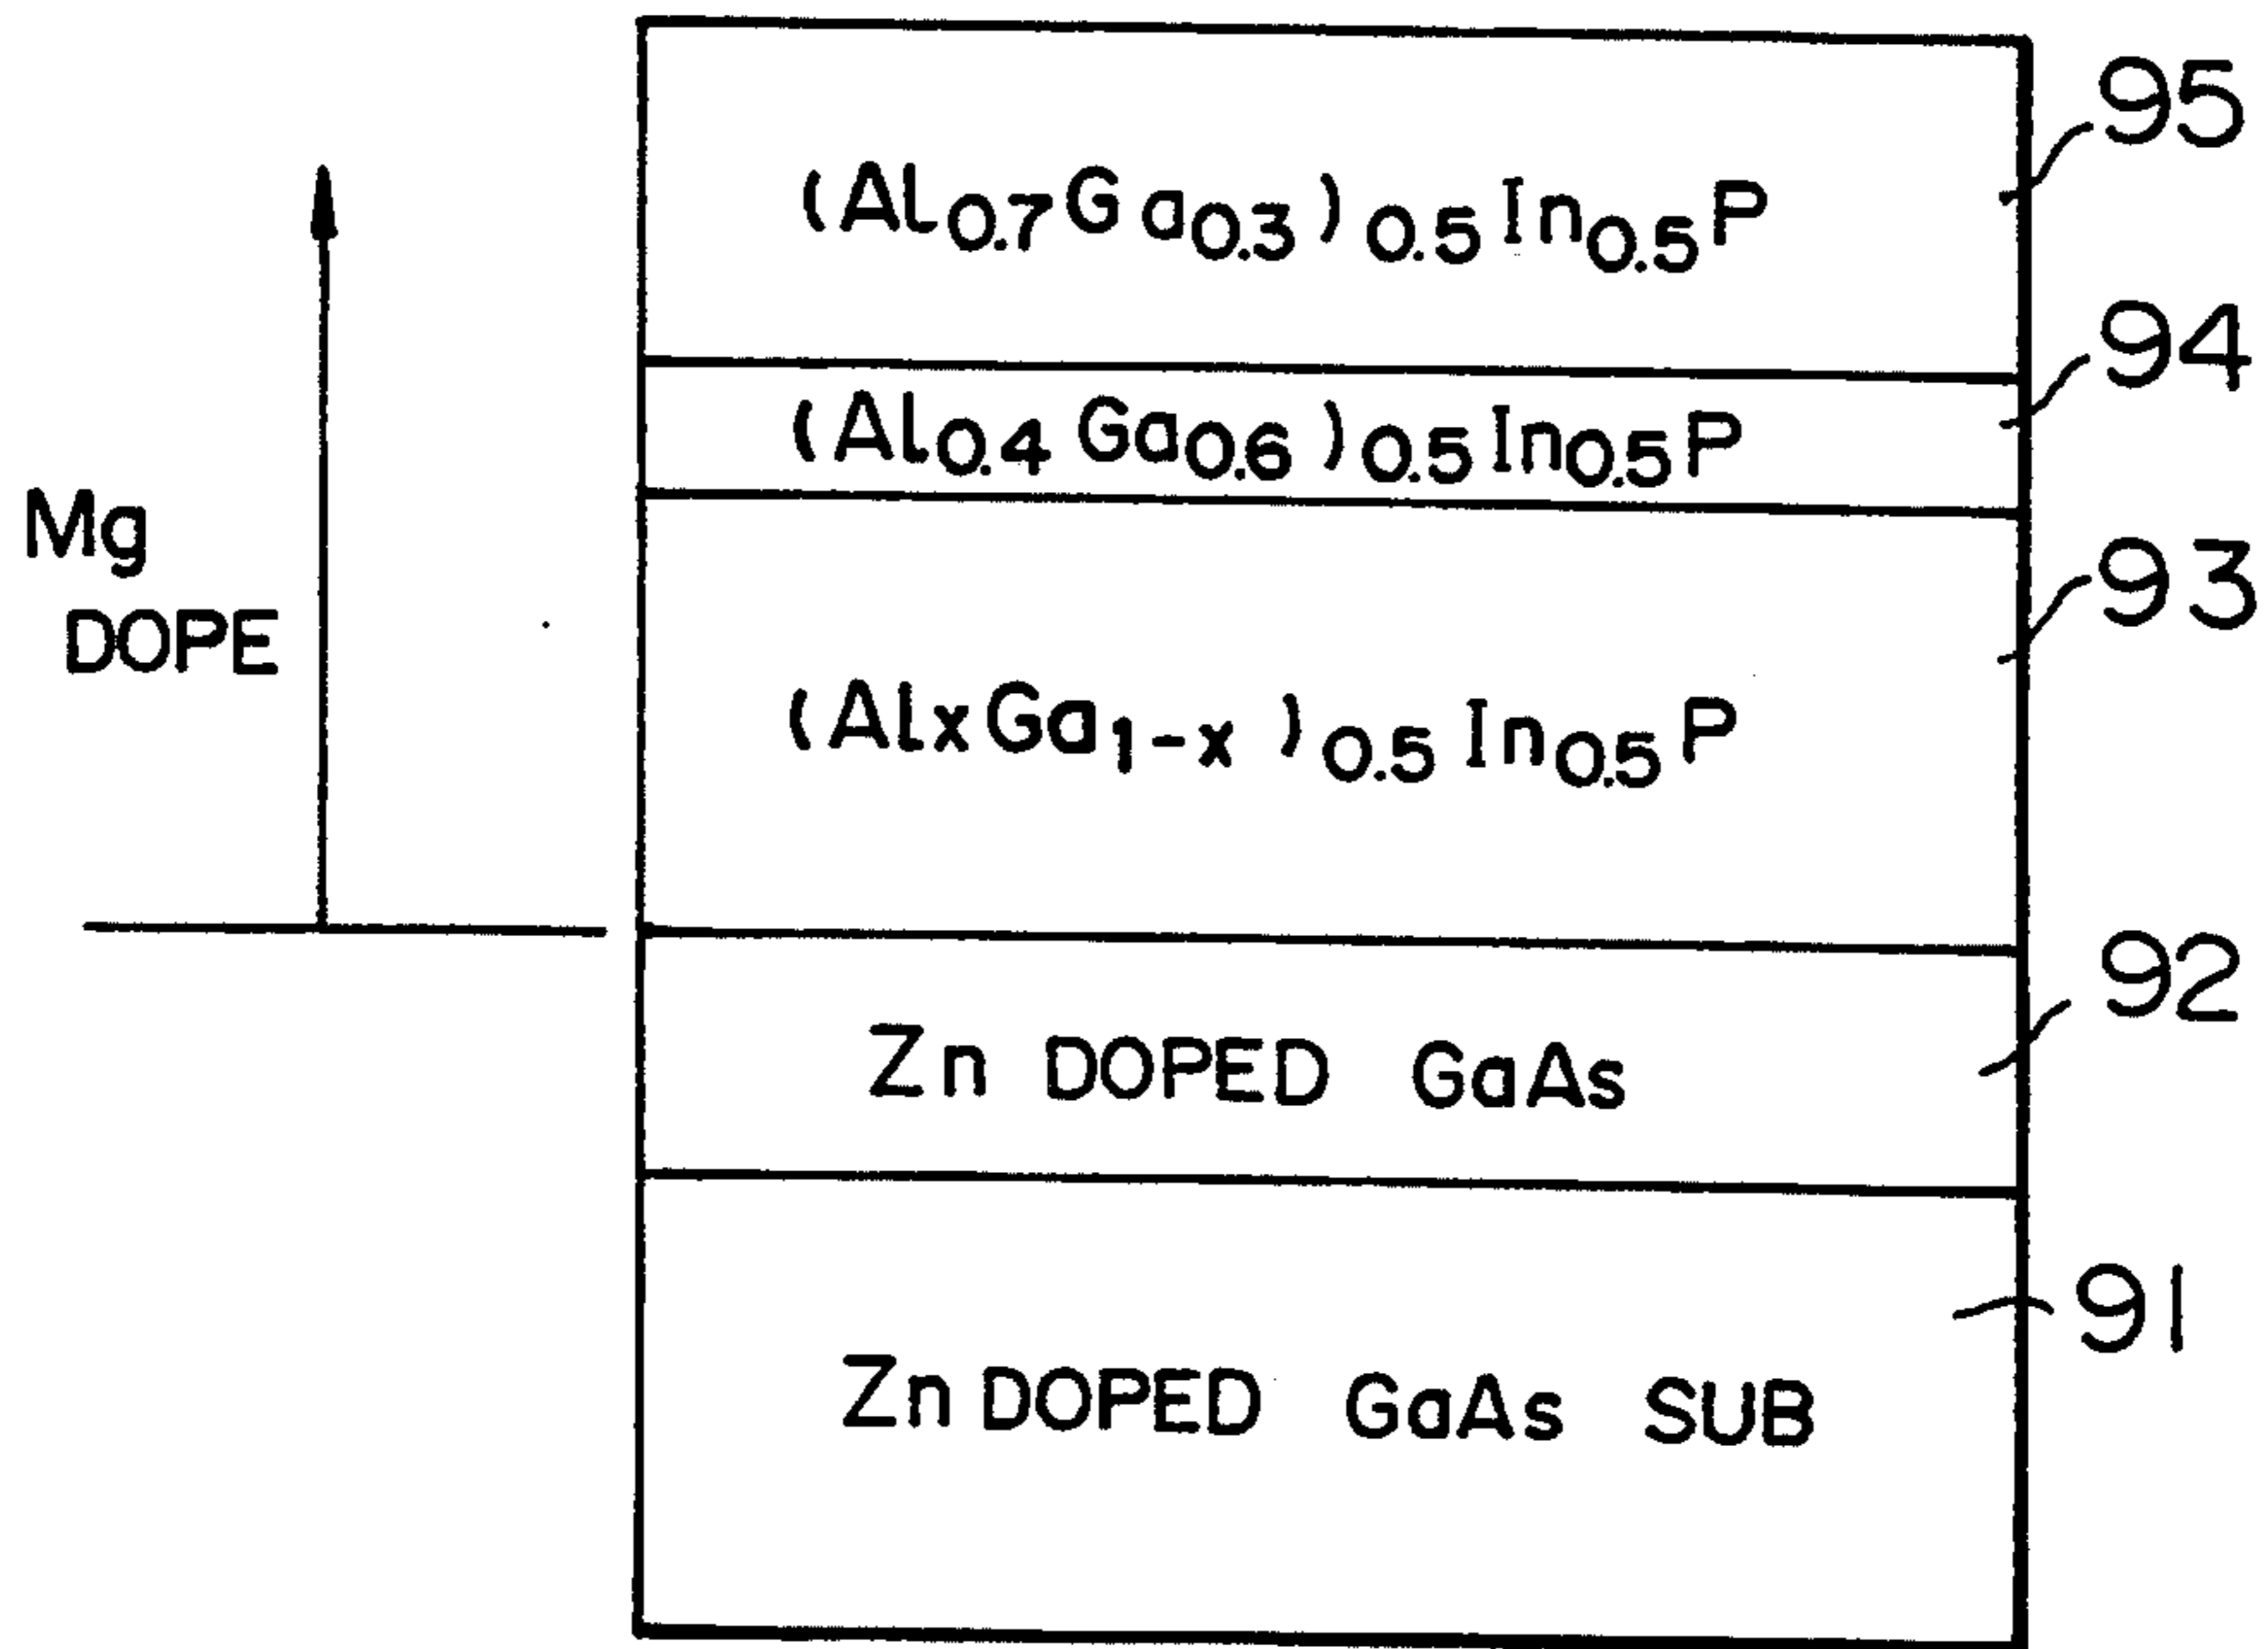 95
(Al0.7Ga0.3)0.5In0.5P
94
(Al0.4Ga0.6)0.5In0.5P
93
Mg
DOPE
(AlxGa1-x)0.5In0.5P
92
Zn DOPED GaAs
91
Zn DOPED GaAs SUB